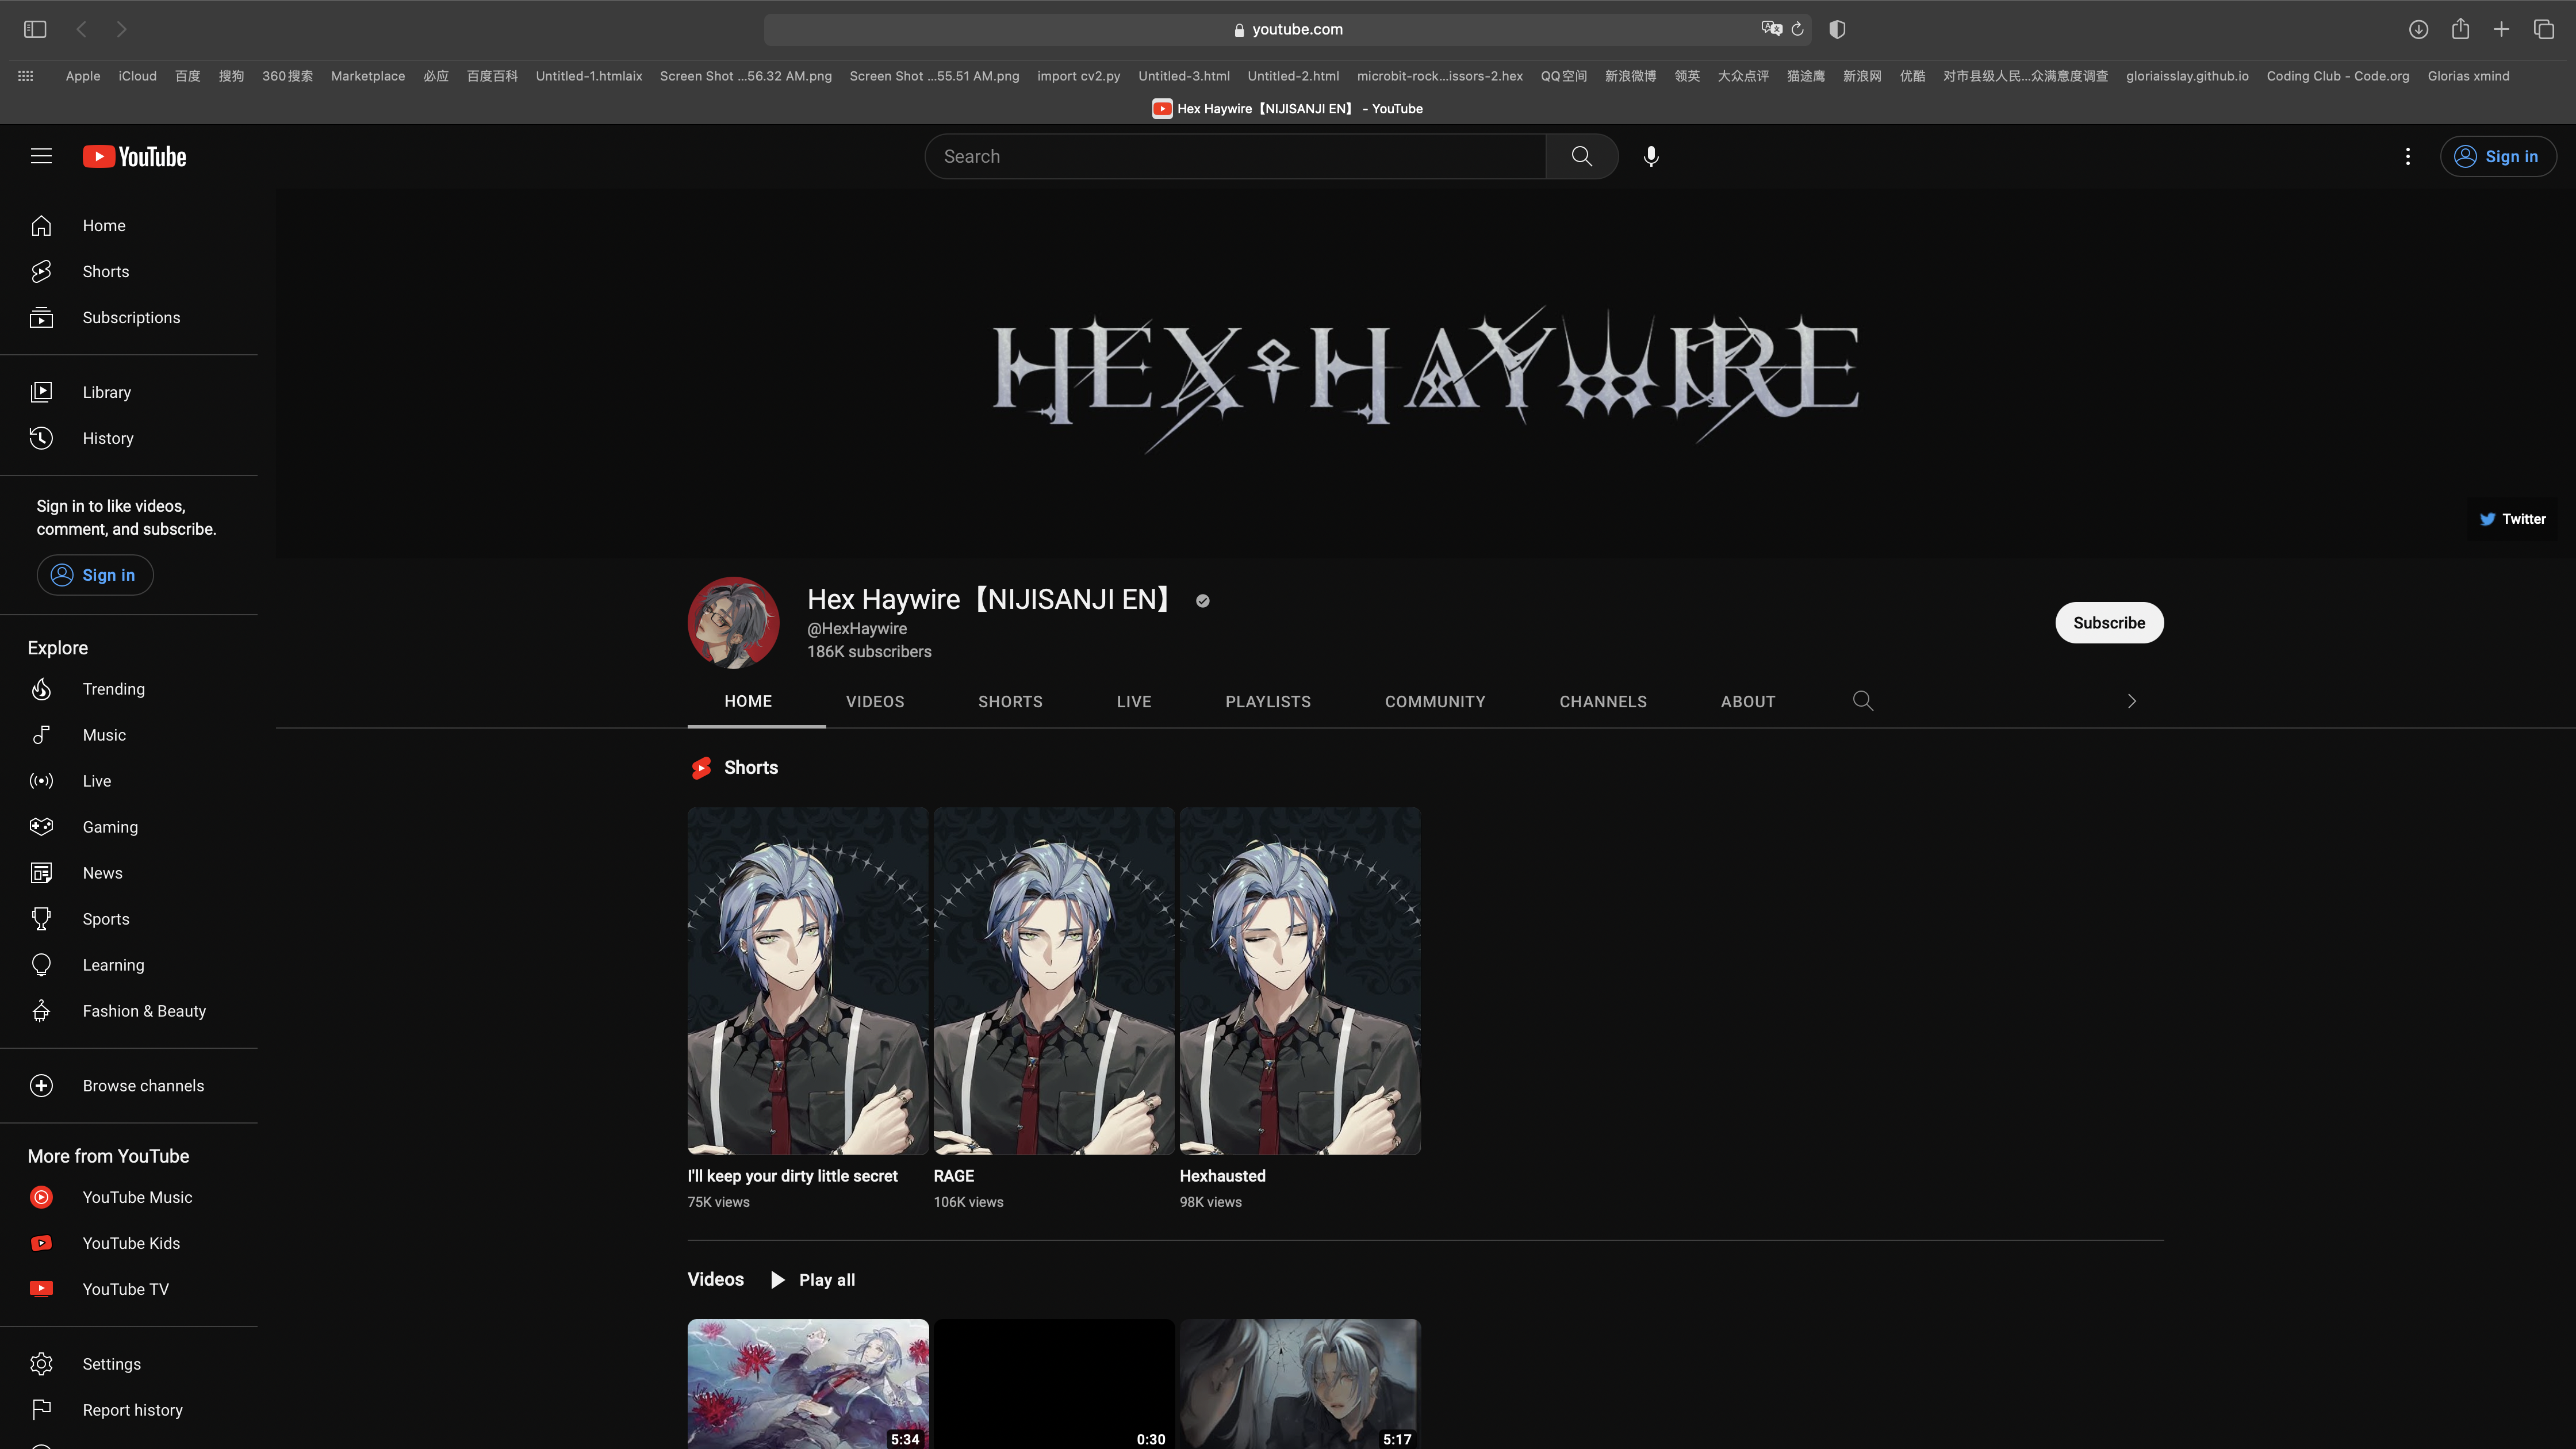 youtube.com
Apple iCloud 百度 搜狗 360搜索 Marketplace 必应 百度百科 Untitled-1.htmlaix Screen Shot ...56.32 AM.png Screen Shot ...55.51 AM.png import cv2.py Untitled-3.html Untitled-2.html microbit-rock...issors-2.hex QQ空间 新浪微博 领英 大众点评 猫途鹰 新浪网 优酷 对市县级人民...众满意度调查 gloriaisslay.github.io Coding Club - Code.org Glorias xmind
Hex Haywire【NIJISANJI EN】 - YouTube
YouTube
Search
Sign in
Home
Shorts
Subscriptions
Library
History
Sign in to like videos,
comment, and subscribe.
Sign in
Explore
Trending
Music
Live
Gaming
News
Sports
Learning
Fashion & Beauty
Browse channels
More from YouTube
YouTube Music
YouTube Kids
YouTube TV
Settings
Report history
HEX HAYWIRE
Twitter
Hex Haywire【NIJISANJI EN】
@HexHaywire
186K subscribers
Subscribe
HOME VIDEOS SHORTS LIVE PLAYLISTS COMMUNITY CHANNELS ABOUT
Shorts
I'll keep your dirty little secret
75K views
RAGE
106K views
Hexhausted
98K views
Videos Play all
5:34
0:30
5:17